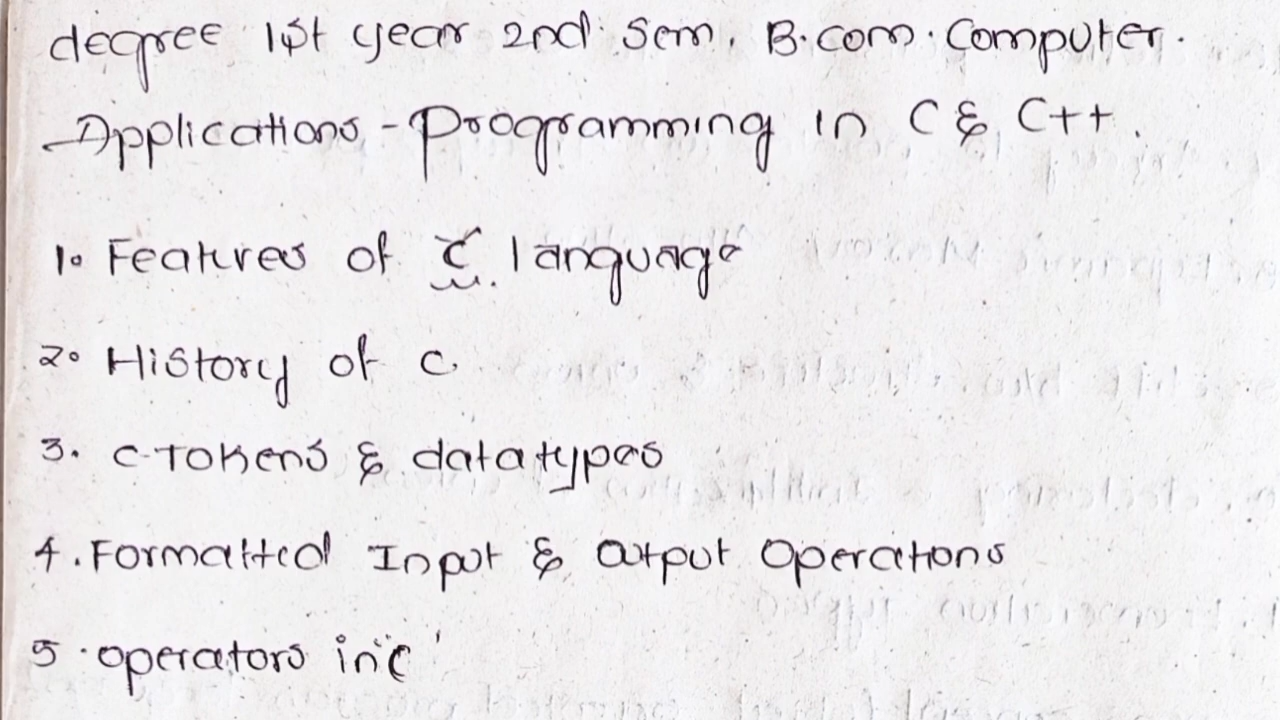 degree 1st year 2nd Sem, B.com. Computer.
Applications - Programming in C & C++.
1. Features of C language
2. History of C
3. C-Tokens & datatypes
4. Formatted Input & Output Operations
5. operators in 'C'